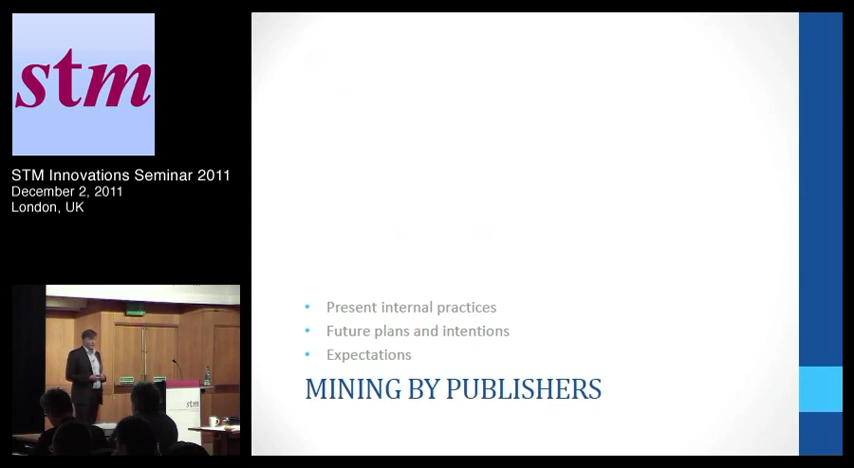 stm
STM Innovations Seminar 2011
December 2, 2011
London, UK
stm
• Present internal practices
• Future plans and intentions
• Expectations
MINING BY PUBLISHERS